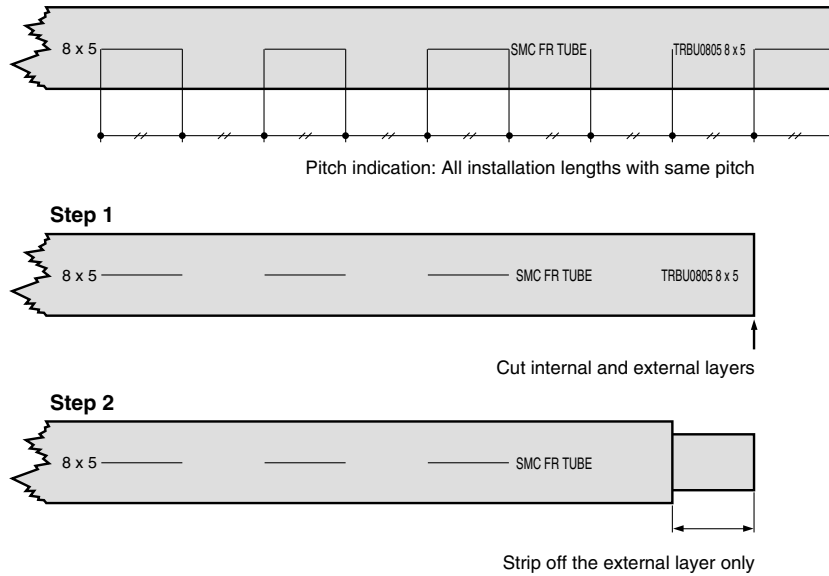 8 x 5 SMC FR TUBE TRBU0805 8 x 5
Pitch indication: All installation lengths with same pitch
Step 1
8 x 5 SMC FR TUBE TRBU0805 8 x 5
Cut internal and external layers
Step 2
8 x 5 SMC FR TUBE
Strip off the external layer only